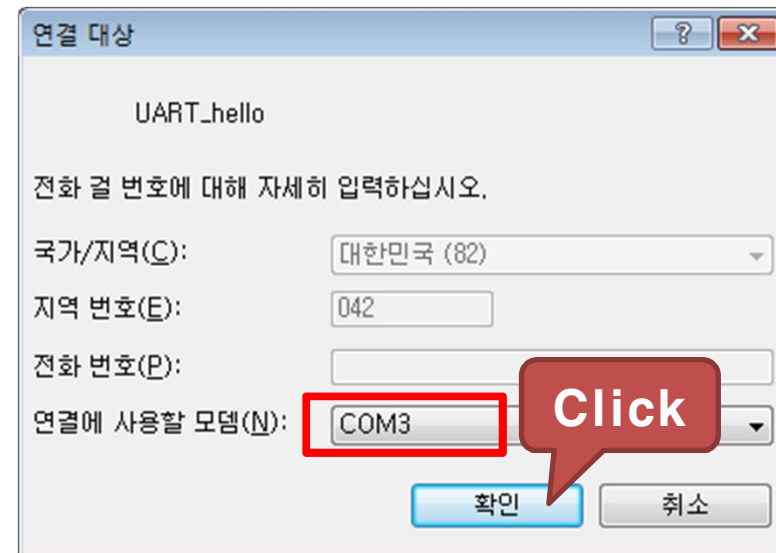 연결 대상
UART_hello
전화 걸 번호에 대해 자세히 입력하십시오.
국가/지역(C): 대한민국 (82)
지역 번호(E): 042
전화 번호(P):
연결에 사용할 모뎀(N): COM3
Click
확인 취소